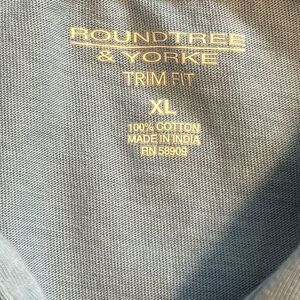 ROUNDTREE
& YORKE
TRIM FIT
XL
100% COTTON
MADE IN INDIA
RN 58909